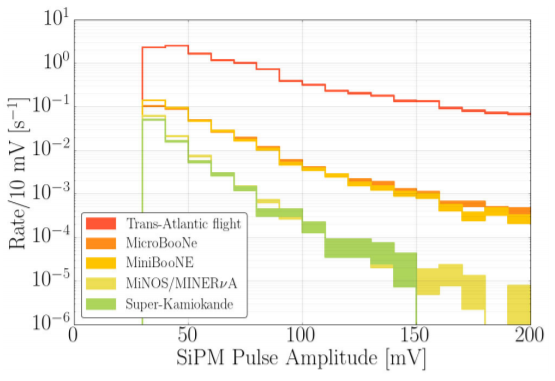 10^1
10^0
10^-1
10^-2
10^-3
10^-4
10^-5
10^-6
Rate/10 mV [s^-1]
Trans-Atlantic flight
MicroBooNe
MiniBooNE
MiNOS/MINERνA
Super-Kamiokande
0 50 100 150 200
SiPM Pulse Amplitude [mV]